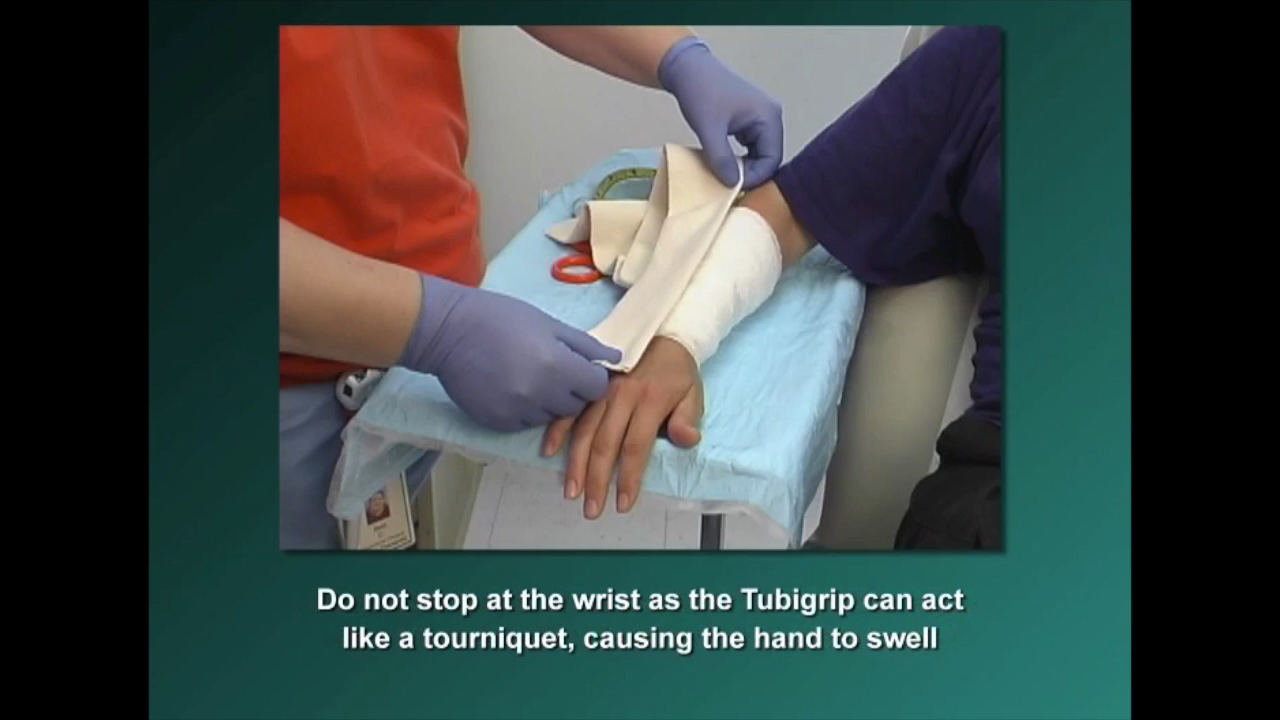 Do not stop at the wrist as the Tubigrip can act
like a tourniquet, causing the hand to swell